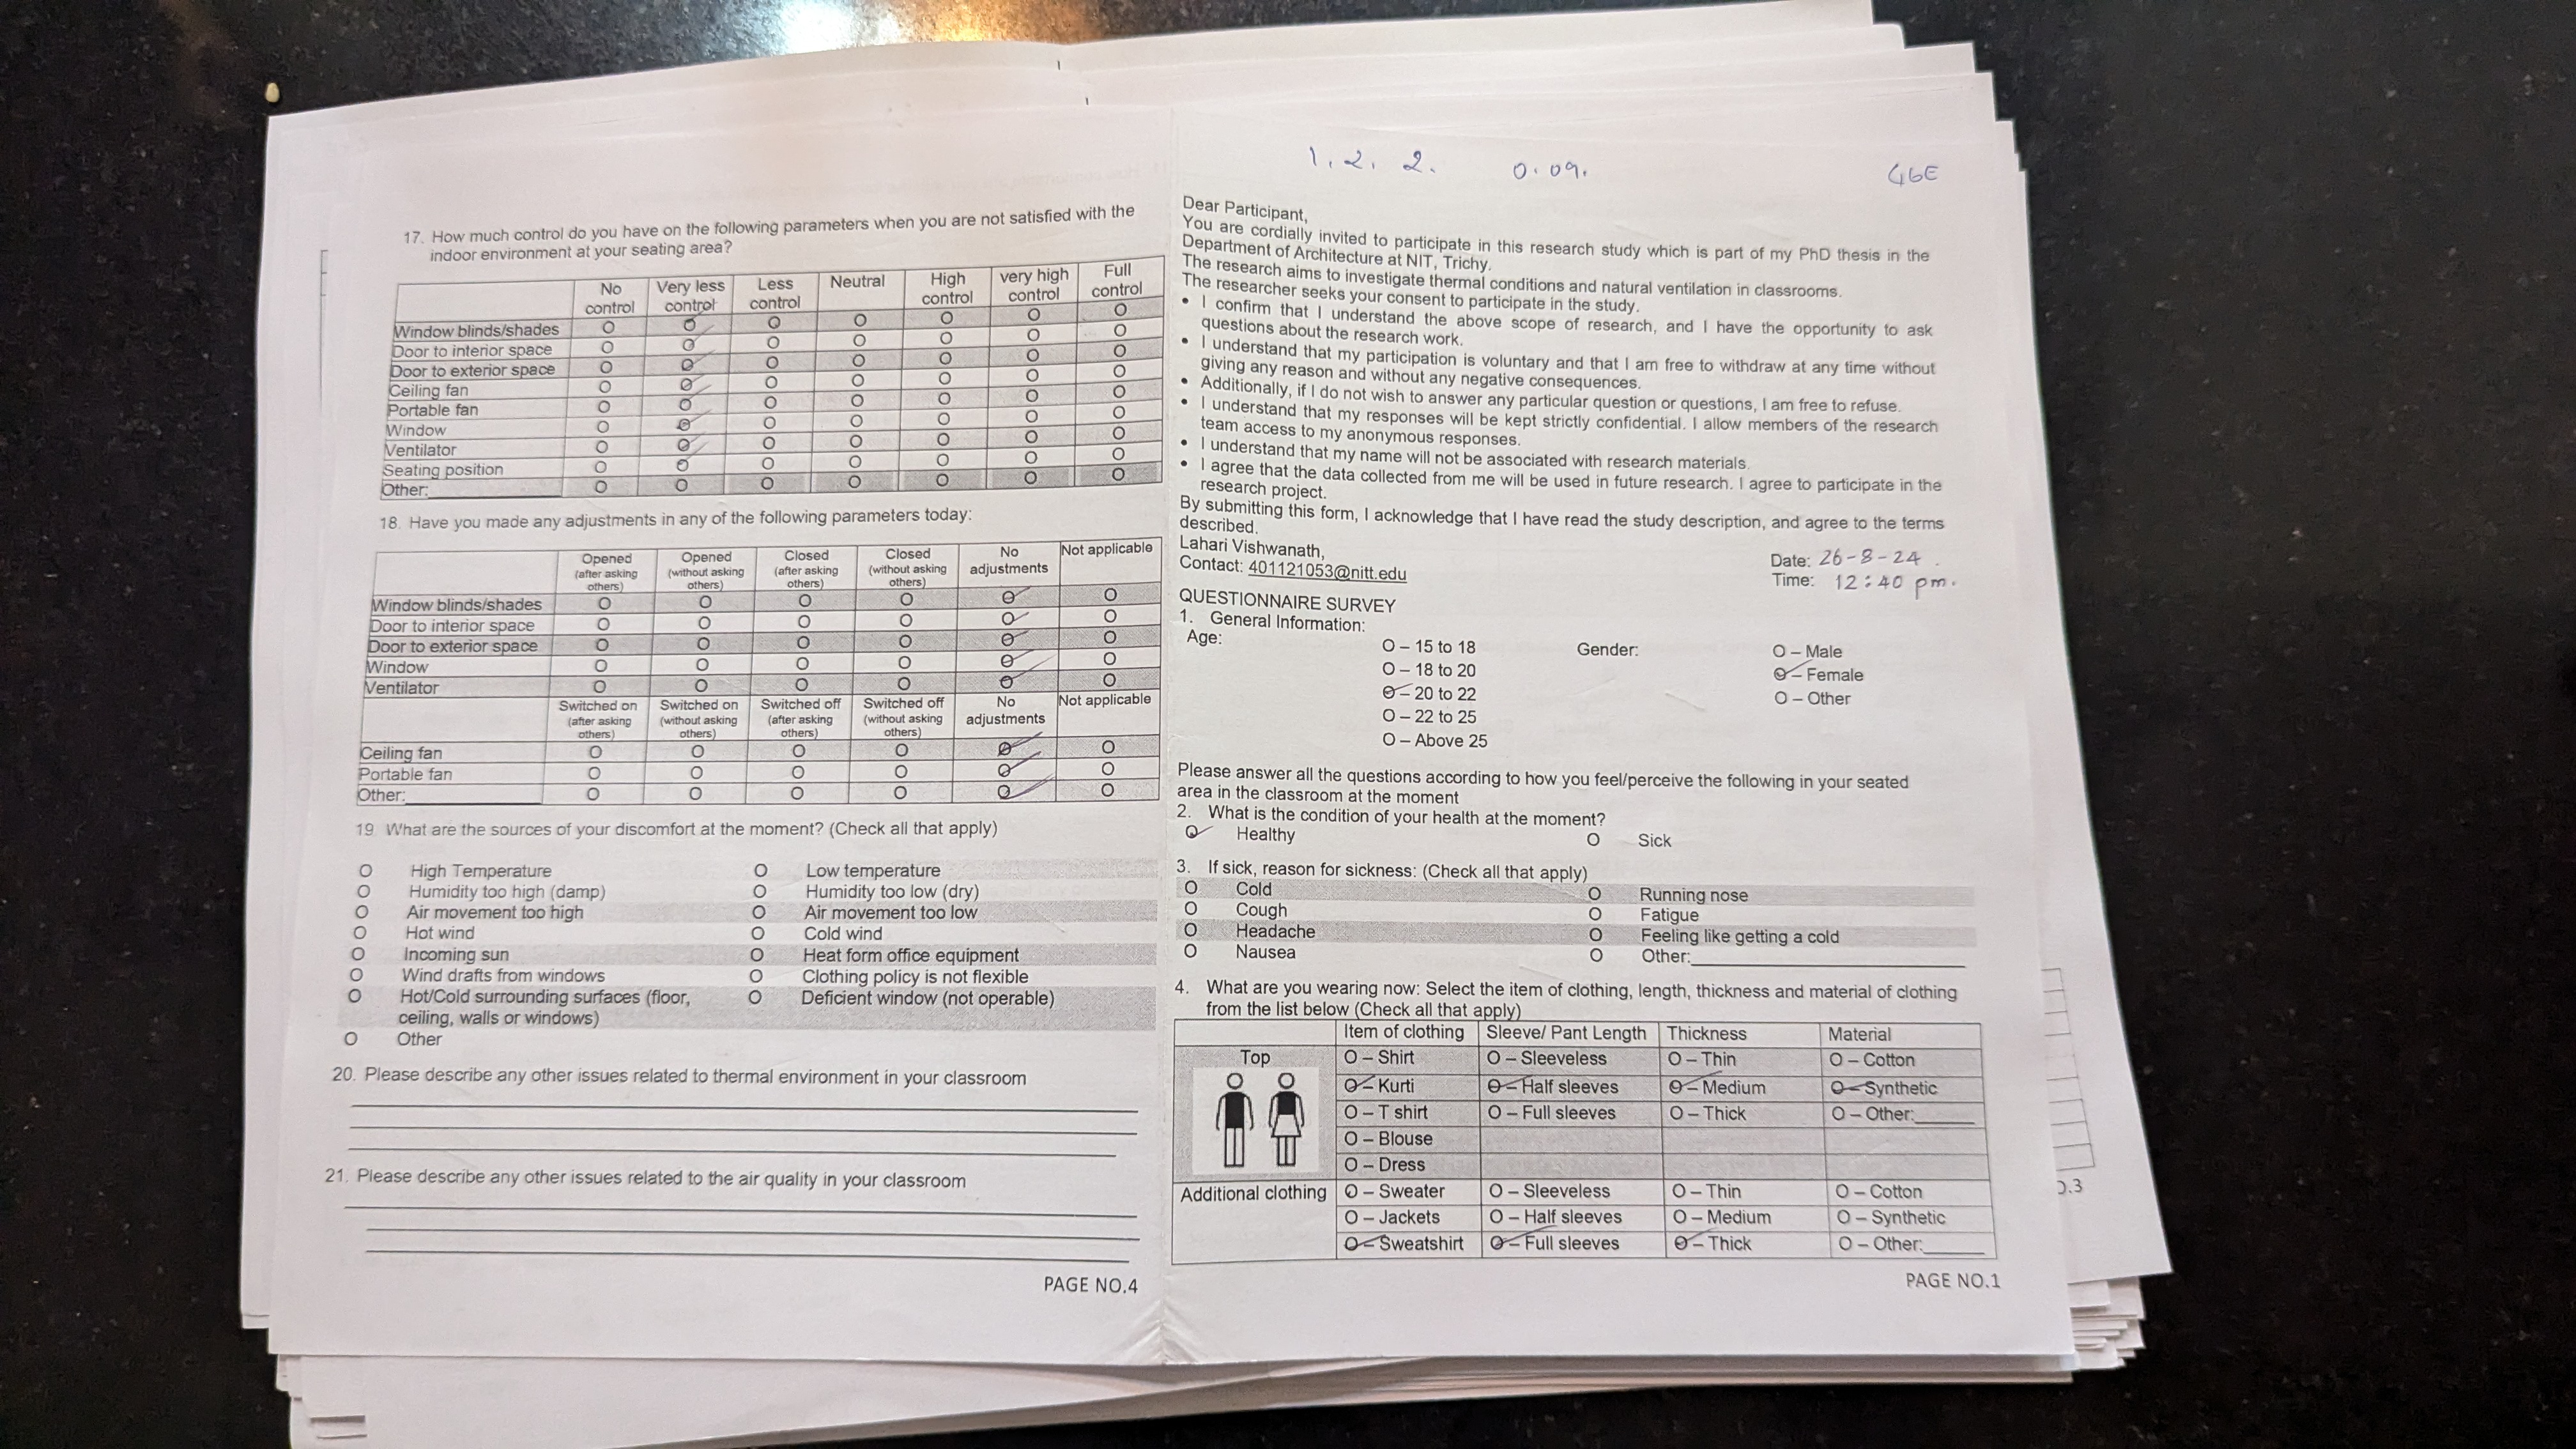 17. How much control do you have on the following parameters when you are not satisfied with the
indoor environment at your seating area?
No control Very less control Less control Neutral High control very high control Full control
Window blinds/shades O O O O O O O
Door to interior space O O O O O O O
Door to exterior space O O O O O O O
Ceiling fan O O O O O O O
Portable fan O O O O O O O
Window O O O O O O O
Ventilator O O O O O O O
Seating position O O O O O O O
Other: O O O O O O O
18. Have you made any adjustments in any of the following parameters today:
Opened (after asking others) Opened (without asking others) Closed (after asking others) Closed (without asking others) No adjustments Not applicable
Window blinds/shades O O O O O O
Door to interior space O O O O O O
Door to exterior space O O O O O O
Window O O O O O O
Ventilator O O O O O O
Switched on (after asking others) Switched on (without asking others) Switched off (after asking others) Switched off (without asking others) No adjustments Not applicable
Ceiling fan O O O O O O
Portable fan O O O O O O
Other: O O O O O O
19 What are the sources of your discomfort at the moment? (Check all that apply)
O High Temperature O Low temperature
O Humidity too high (damp) O Humidity too low (dry)
O Air movement too high O Air movement too low
O Hot wind O Cold wind
O Incoming sun O Heat form office equipment
O Wind drafts from windows O Clothing policy is not flexible
O Hot/Cold surrounding surfaces (floor, O Deficient window (not operable)
ceiling, walls or windows)
O Other
20. Please describe any other issues related to thermal environment in your classroom
21. Please describe any other issues related to the air quality in your classroom
PAGE NO.4
1. 2. 2. 0.09. G6E
Dear Participant,
You are cordially invited to participate in this research study which is part of my PhD thesis in the
Department of Architecture at NIT, Trichy.
The research aims to investigate thermal conditions and natural ventilation in classrooms.
The researcher seeks your consent to participate in the study.
• I confirm that I understand the above scope of research, and I have the opportunity to ask
questions about the research work.
• I understand that my participation is voluntary and that I am free to withdraw at any time without
giving any reason and without any negative consequences.
• Additionally, if I do not wish to answer any particular question or questions, I am free to refuse.
• I understand that my responses will be kept strictly confidential. I allow members of the research
team access to my anonymous responses.
• I understand that my name will not be associated with research materials.
• I agree that the data collected from me will be used in future research. I agree to participate in the
research project.
By submitting this form, I acknowledge that I have read the study description, and agree to the terms
described.
Lahari Vishwanath,
Contact: 401121053@nitt.edu
Date: 26-8-24.
Time: 12:40 pm.
QUESTIONNAIRE SURVEY
1. General Information:
Age: O – 15 to 18 Gender: O – Male
O – 18 to 20 O – Female
O – 20 to 22 O – Other
O – 22 to 25
O – Above 25
Please answer all the questions according to how you feel/perceive the following in your seated
area in the classroom at the moment
2. What is the condition of your health at the moment?
O Healthy O Sick
3. If sick, reason for sickness: (Check all that apply)
O Cold O Running nose
O Cough O Fatigue
O Headache O Feeling like getting a cold
O Nausea O Other:
4. What are you wearing now: Select the item of clothing, length, thickness and material of clothing
from the list below (Check all that apply)
Item of clothing Sleeve/ Pant Length Thickness Material
Top O – Shirt O – Sleeveless O – Thin O – Cotton
O – Kurti O – Half sleeves O – Medium O – Synthetic
O – T shirt O – Full sleeves O – Thick O – Other:
O – Blouse
O – Dress
Additional clothing O – Sweater O – Sleeveless O – Thin O – Cotton
O – Jackets O – Half sleeves O – Medium O – Synthetic
O – Sweatshirt O – Full sleeves O – Thick O – Other:
PAGE NO.1